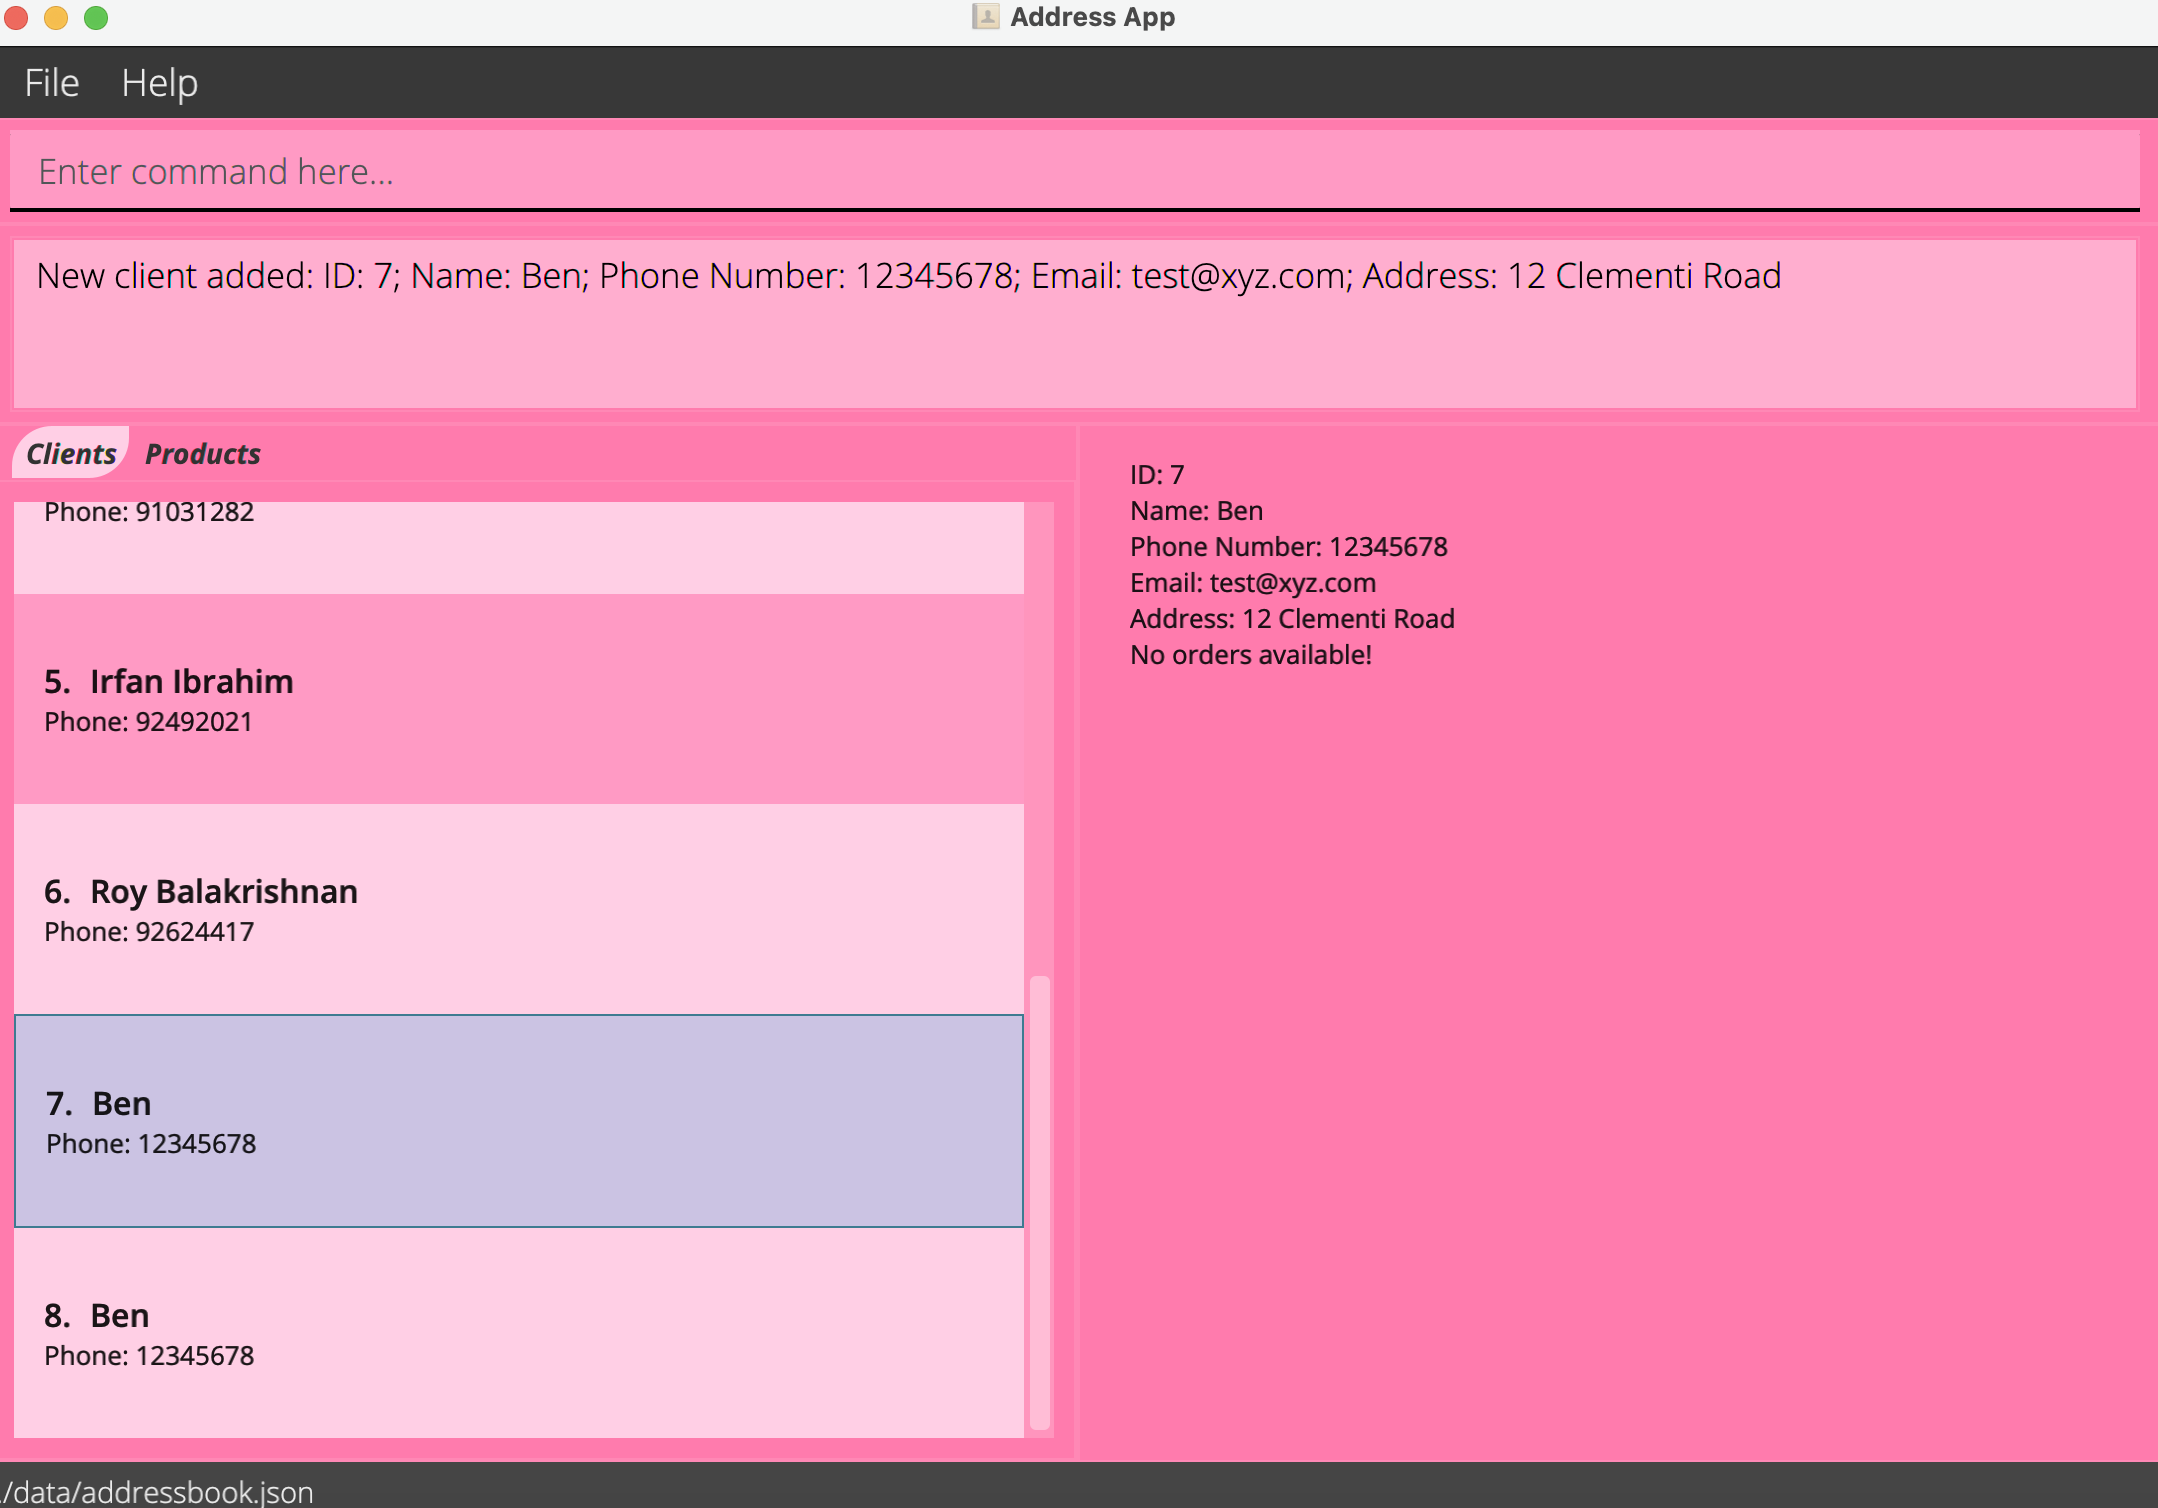 Address App
File Help
Enter command here...
New client added: ID: 7; Name: Ben; Phone Number: 12345678; Email: test@xyz.com; Address: 12 Clementi Road
Clients Products
Phone: 91031282
5. Irfan Ibrahim
Phone: 92492021
6. Roy Balakrishnan
Phone: 92624417
7. Ben
Phone: 12345678
8. Ben
Phone: 12345678
ID: 7
Name: Ben
Phone Number: 12345678
Email: test@xyz.com
Address: 12 Clementi Road
No orders available!
./data/addressbook.json